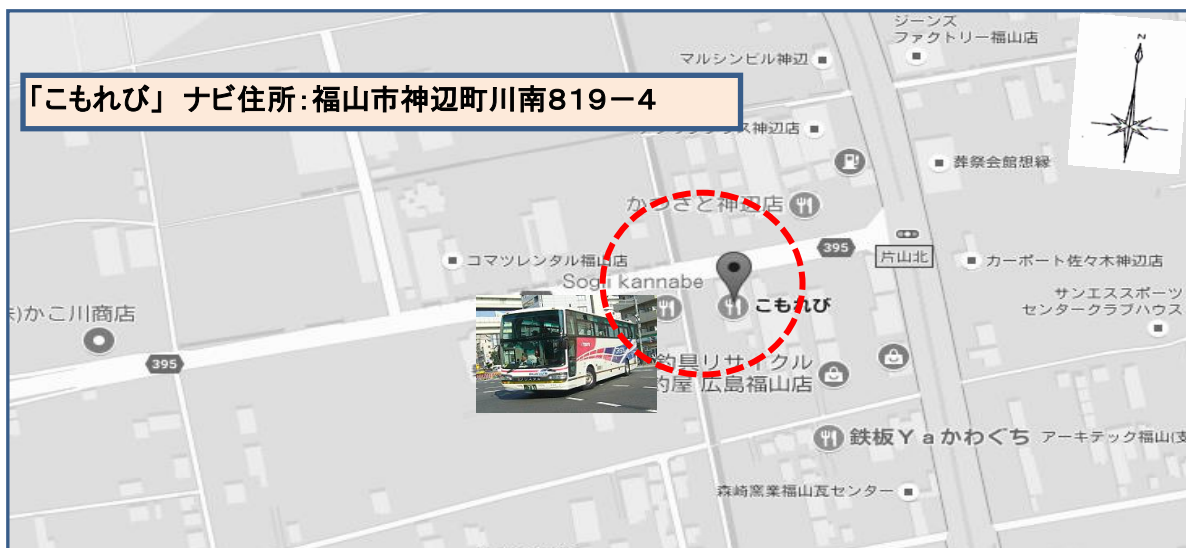 ジーンズ
ファクトリー福山店
N
マルシンビル神辺
「こもれび」 ナビ住所:福山市神辺町川南819-4
神辺店
葬祭会館想縁
かつさと神辺店
395
片山北
コマツレンタル福山店
カーポート佐々木神辺店
Sogii kannabe
こもれび
サンエススポーツ
センタークラブハウス
かこ川商店
395
釣具リサイクル
釣屋 広島福山店
鉄板Yaかわぐち
アーキテック福山(支
森崎窯業福山瓦センター